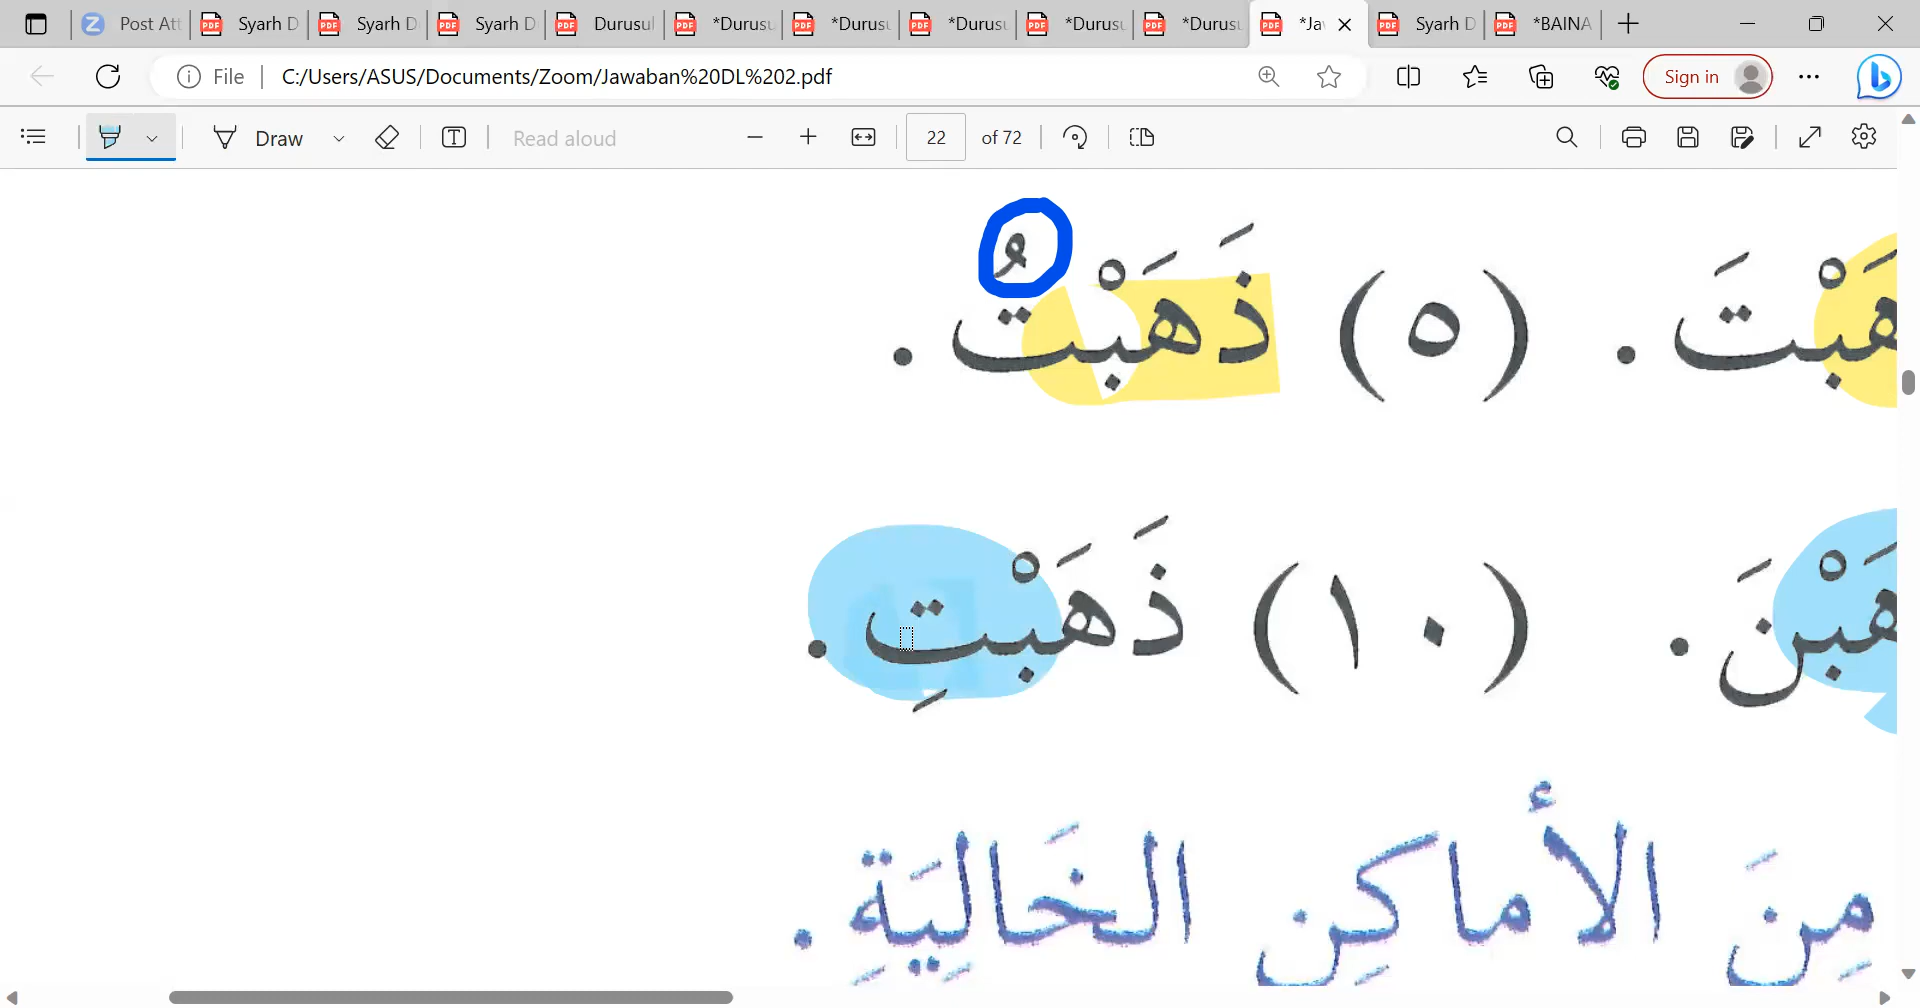 Post Att Syarh D Syarh D Syarh D Durusul *Durusu *Durusu *Durusu *Durusu *Durusu *Ja Syarh D *BAINA
File C:/Users/ASUS/Documents/Zoom/Jawaban%20DL%202.pdf Sign in
Draw Read aloud 22 of 72
هَبْتَ . (٥) ذَهَبْتُ .
هَبْنَ . (١٠) ذَهَبْتِ .
مِنَ الأَماكِنِ الخَالِيَةِ .